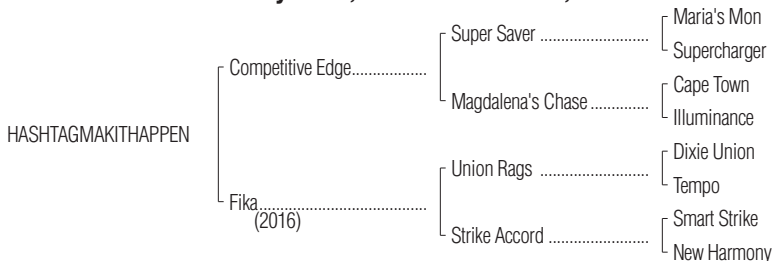 Maria's Mon
Super Saver ........................
Supercharger
Competitive Edge..................
Cape Town
Magdalena's Chase .............
Illuminance
HASHTAGMAKITHAPPEN
Dixie Union
Union Rags ........................
Tempo
Fika........................................
(2016)
Smart Strike
Strike Accord ......................
New Harmony